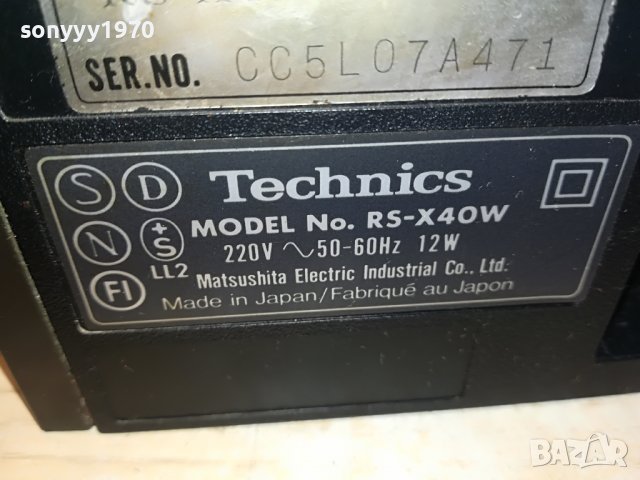 sonyyy1970
SER.NO. CC5L07A471
S D Technics
N +S MODEL No. RS-X40W
220V ~50-60Hz 12W
LL2
FI Matsushita Electric Industrial Co., Ltd.
Made in Japan/Fabriqué au Japon
BAZAR